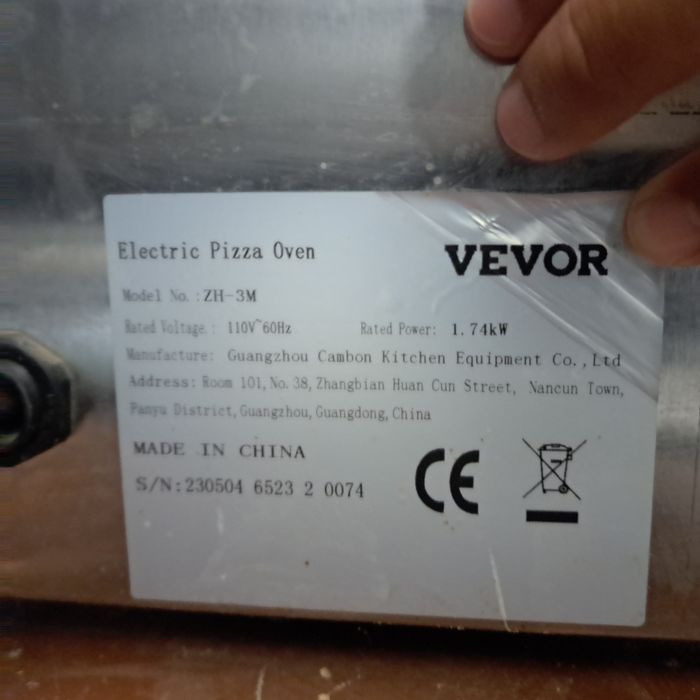 Electric Pizza Oven
VEVOR
Model No.:ZH-3M
Rated Voltage: 110V~60Hz Rated Power: 1.74kW
Manufacture: Guangzhou Cambon Kitchen Equipment Co.,Ltd
Address: Room 101, No. 38, Zhangbian Huan Cun Street, Nancun Town,
Panyu District, Guangzhou, Guangdong, China
MADE IN CHINA
S/N:230504 6523 2 0074
CE